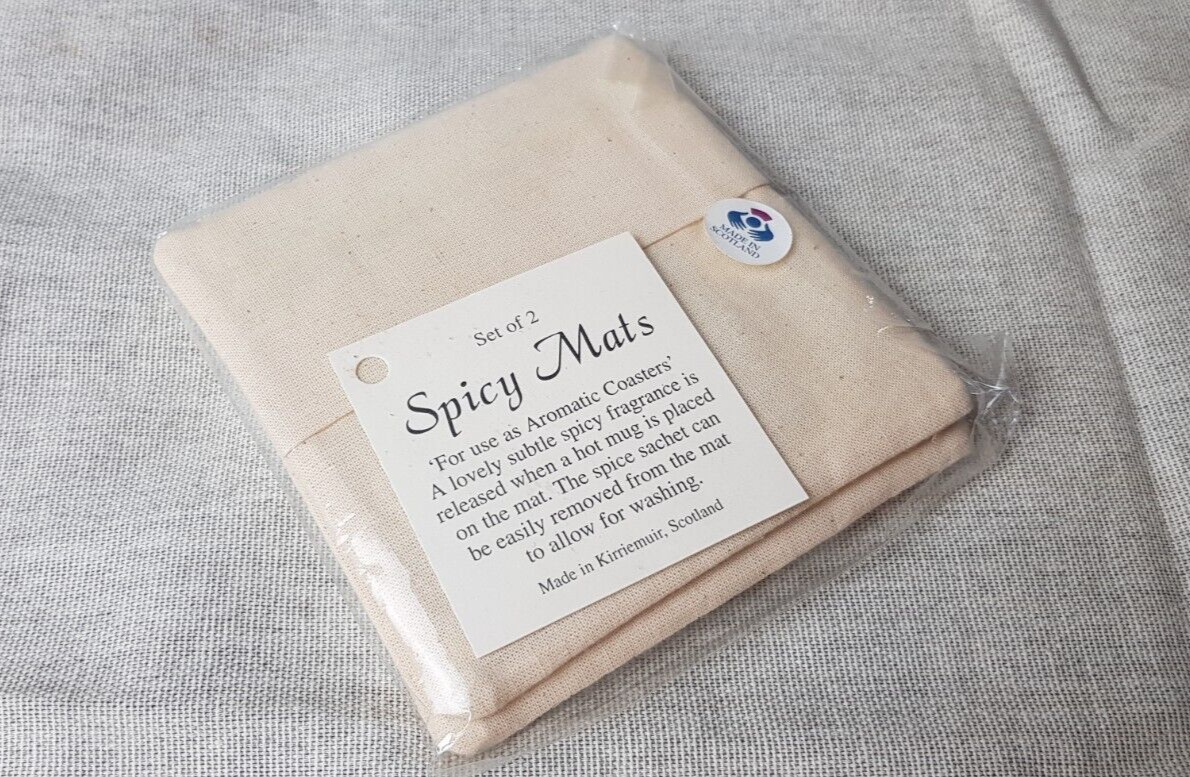 MADE IN
SCOTLAND
Set of 2
Spicy Mats
‘For use as Aromatic Coasters’
A lovely subtle spicy fragrance is
released when a hot mug is placed
on the mat. The spice sachet can
be easily removed from the mat
to allow for washing.
Made in Kirriemuir, Scotland